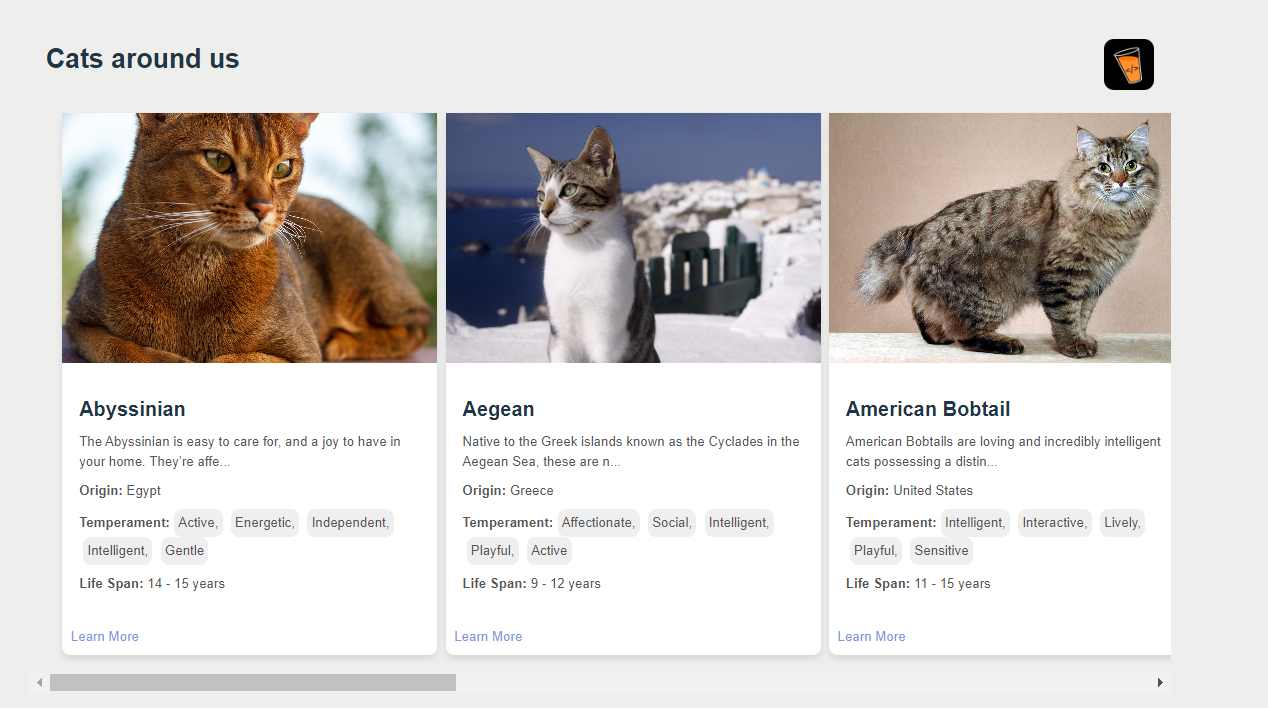 Cats around us
</>
Abyssinian
The Abyssinian is easy to care for, and a joy to have in
your home. They’re affe...
Origin: Egypt
Temperament: Active, Energetic, Independent,
Intelligent, Gentle
Life Span: 14 - 15 years
Learn More
Aegean
Native to the Greek islands known as the Cyclades in the
Aegean Sea, these are n...
Origin: Greece
Temperament: Affectionate, Social, Intelligent,
Playful, Active
Life Span: 9 - 12 years
Learn More
American Bobtail
American Bobtails are loving and incredibly intelligent
cats possessing a distin...
Origin: United States
Temperament: Intelligent, Interactive, Lively,
Playful, Sensitive
Life Span: 11 - 15 years
Learn More